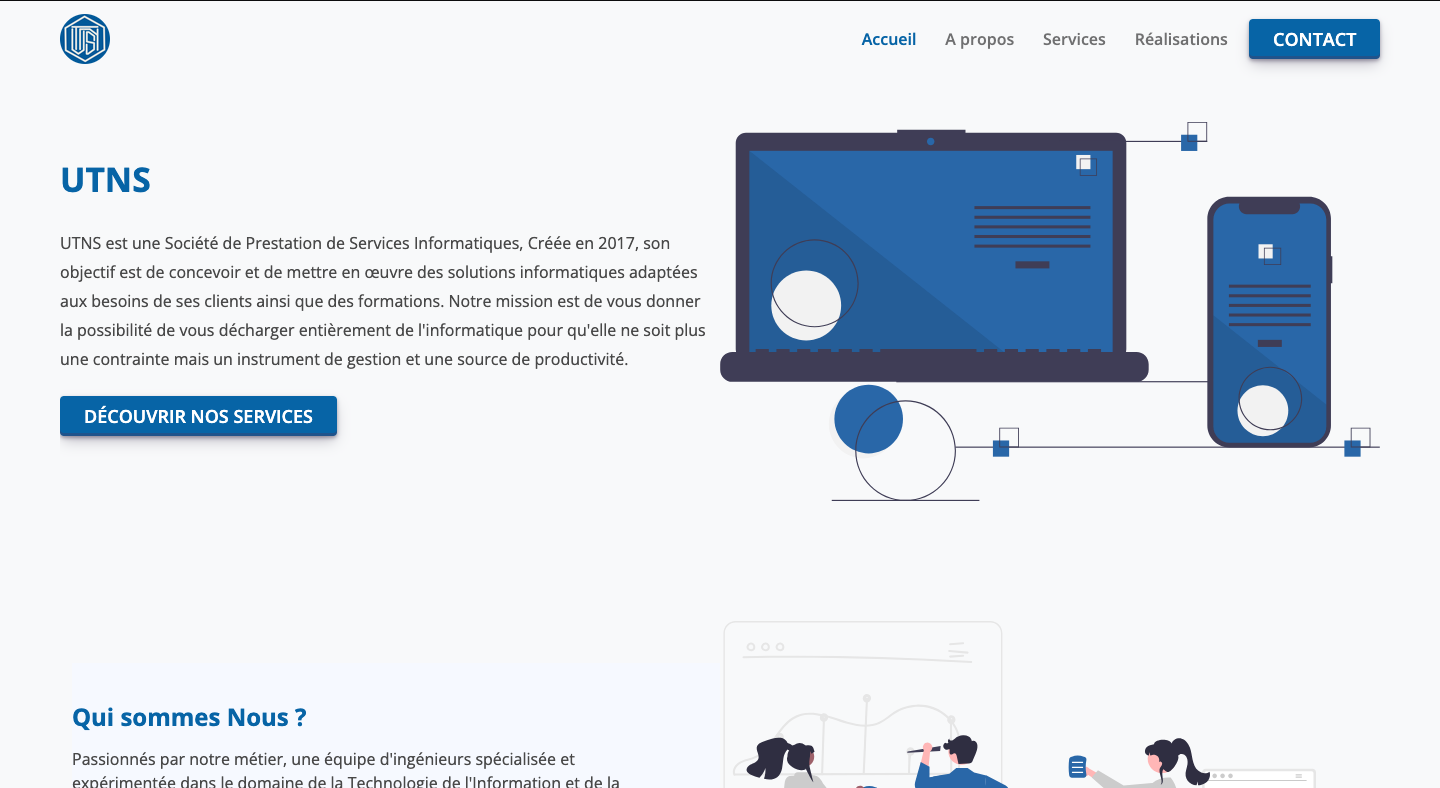 Accueil A propos Services Réalisations CONTACT
UTNS
UTNS est une Société de Prestation de Services Informatiques, Créée en 2017, son
objectif est de concevoir et de mettre en œuvre des solutions informatiques adaptées
aux besoins de ses clients ainsi que des formations. Notre mission est de vous donner
la possibilité de vous décharger entièrement de l'informatique pour qu'elle ne soit plus
une contrainte mais un instrument de gestion et une source de productivité.
DÉCOUVRIR NOS SERVICES
Qui sommes Nous ?
Passionnés par notre métier, une équipe d'ingénieurs spécialisée et
expérimentée dans le domaine de la Technologie de l'Information et de la